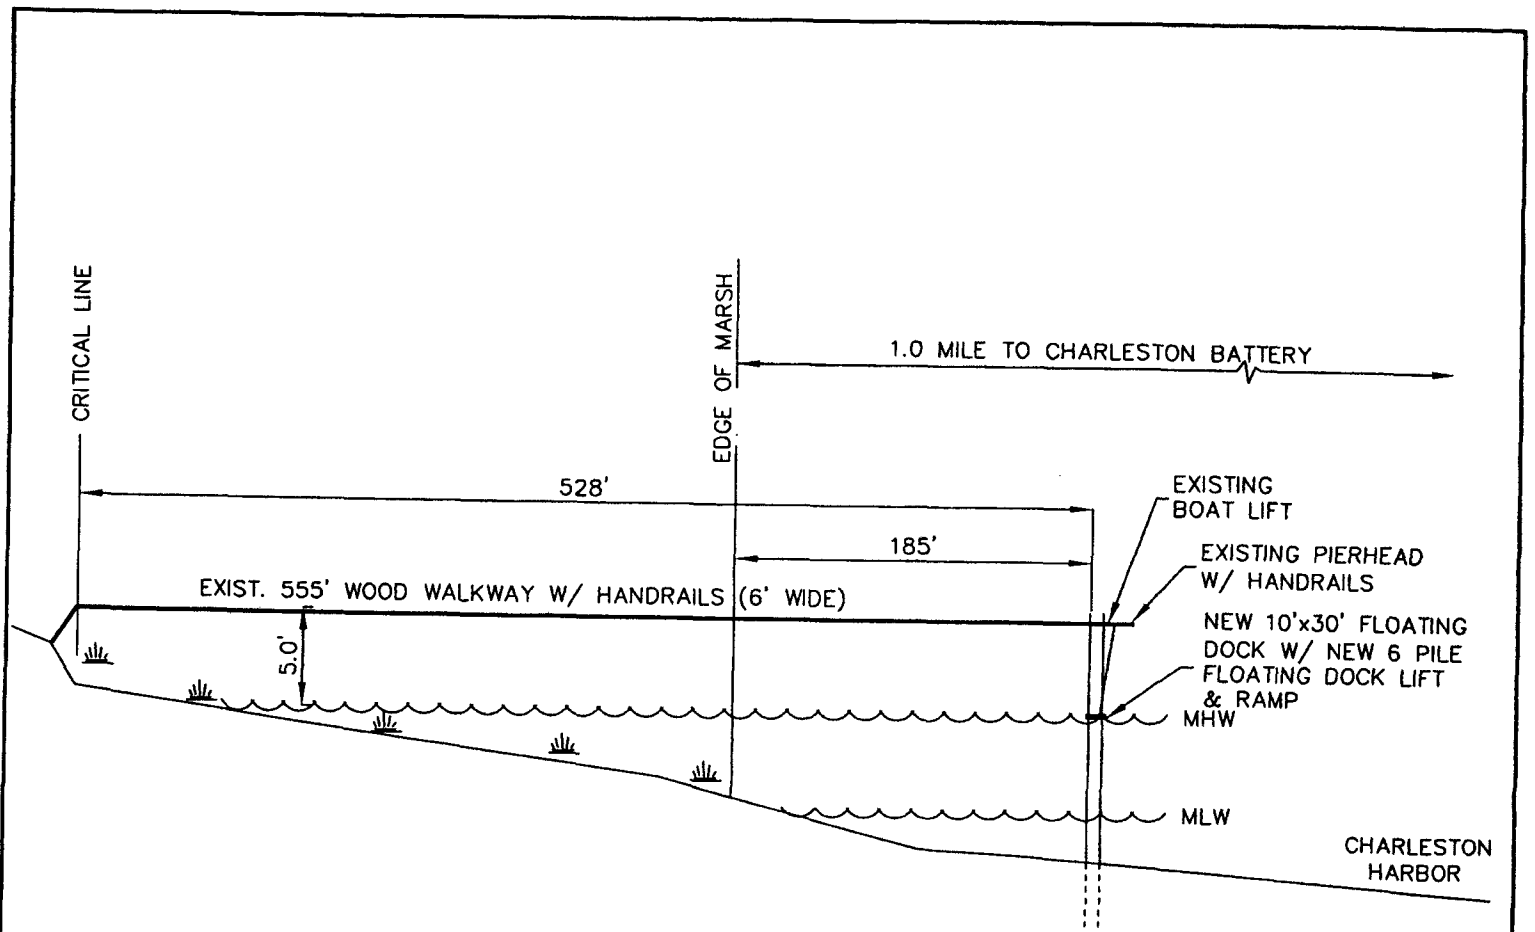 CRITICAL LINE
EDGE OF MARSH
1.0 MILE TO CHARLESTON BATTERY
528'
185'
EXISTING
BOAT LIFT
EXISTING PIERHEAD
W/ HANDRAILS
EXIST. 555' WOOD WALKWAY W/ HANDRAILS (6' WIDE)
5.0'
NEW 10'x30' FLOATING
DOCK W/ NEW 6 PILE
FLOATING DOCK LIFT
& RAMP
MHW
MLW
CHARLESTON
HARBOR